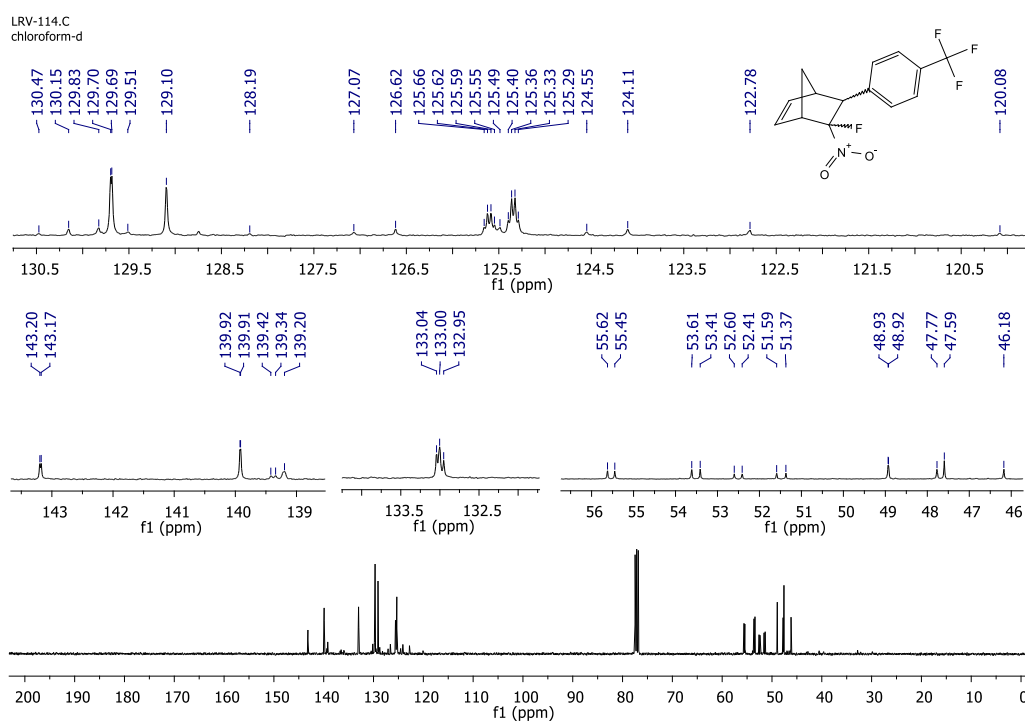 LRV-114.C
chloroform-d
130.47
130.15
129.83
129.70
129.69
129.51
129.10
128.19
127.07
126.62
125.66
125.62
125.59
125.55
125.49
125.40
125.36
125.33
125.29
124.55
124.11
122.78
120.08
F
F
F
F
N+
O-
O
130.5 129.5 128.5 127.5 126.5 125.5 124.5 123.5 122.5 121.5 120.5
f1 (ppm)
143.20
143.17
139.92
139.91
139.42
139.34
139.20
133.04
133.00
132.95
55.62
55.45
53.61
53.41
52.60
52.41
51.59
51.37
48.93
48.92
47.77
47.59
46.18
143 142 141 140 139
f1 (ppm)
133.5 132.5
f1 (ppm)
56 55 54 53 52 51 50 49 48 47 46
f1 (ppm)
200 190 180 170 160 150 140 130 120 110 100 90 80 70 60 50 40 30 20 10 0
f1 (ppm)